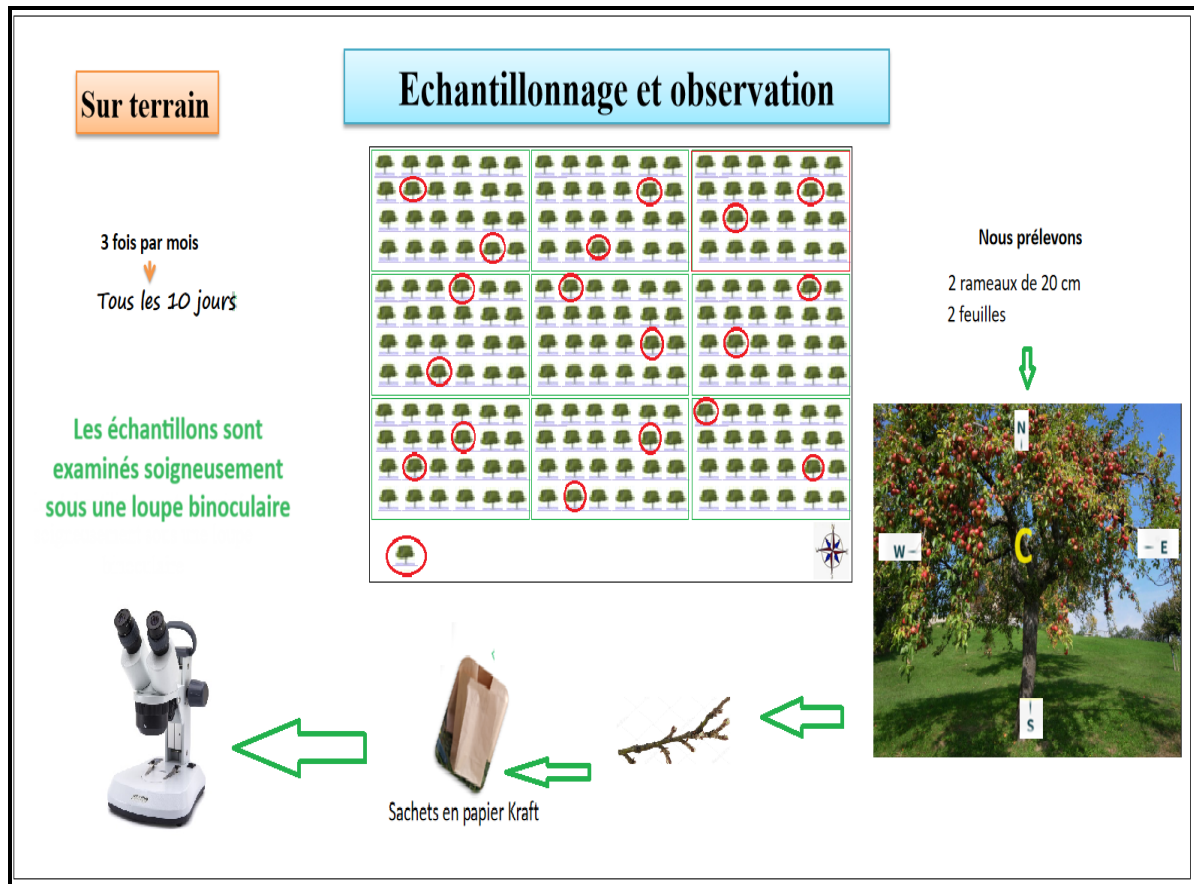 Echantillonnage et observation
Sur terrain
3 fois par mois
Tous les 10 jours
Les échantillons sont
examinés soigneusement
sous une loupe binoculaire
Nous prélevons
2 rameaux de 20 cm
2 feuilles
N
W
C
E
S
Sachets en papier Kraft